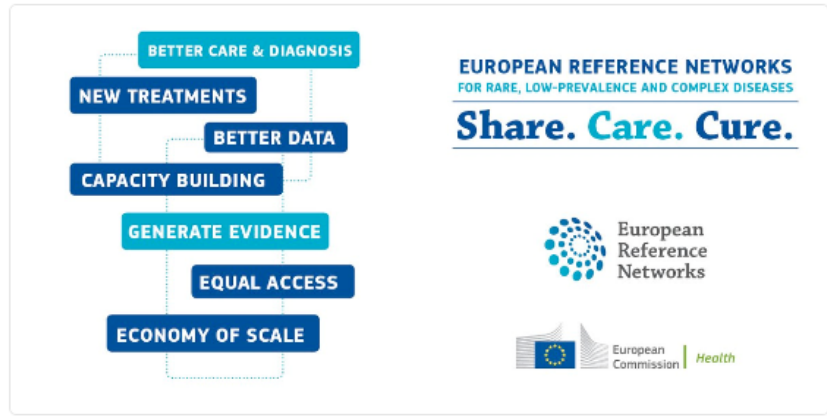 BETTER CARE & DIAGNOSIS
NEW TREATMENTS
BETTER DATA
CAPACITY BUILDING
GENERATE EVIDENCE
EQUAL ACCESS
ECONOMY OF SCALE
EUROPEAN REFERENCE NETWORKS
FOR RARE, LOW-PREVALENCE AND COMPLEX DISEASES
Share. Care. Cure.
European
Reference
Networks
European
Commission
Health